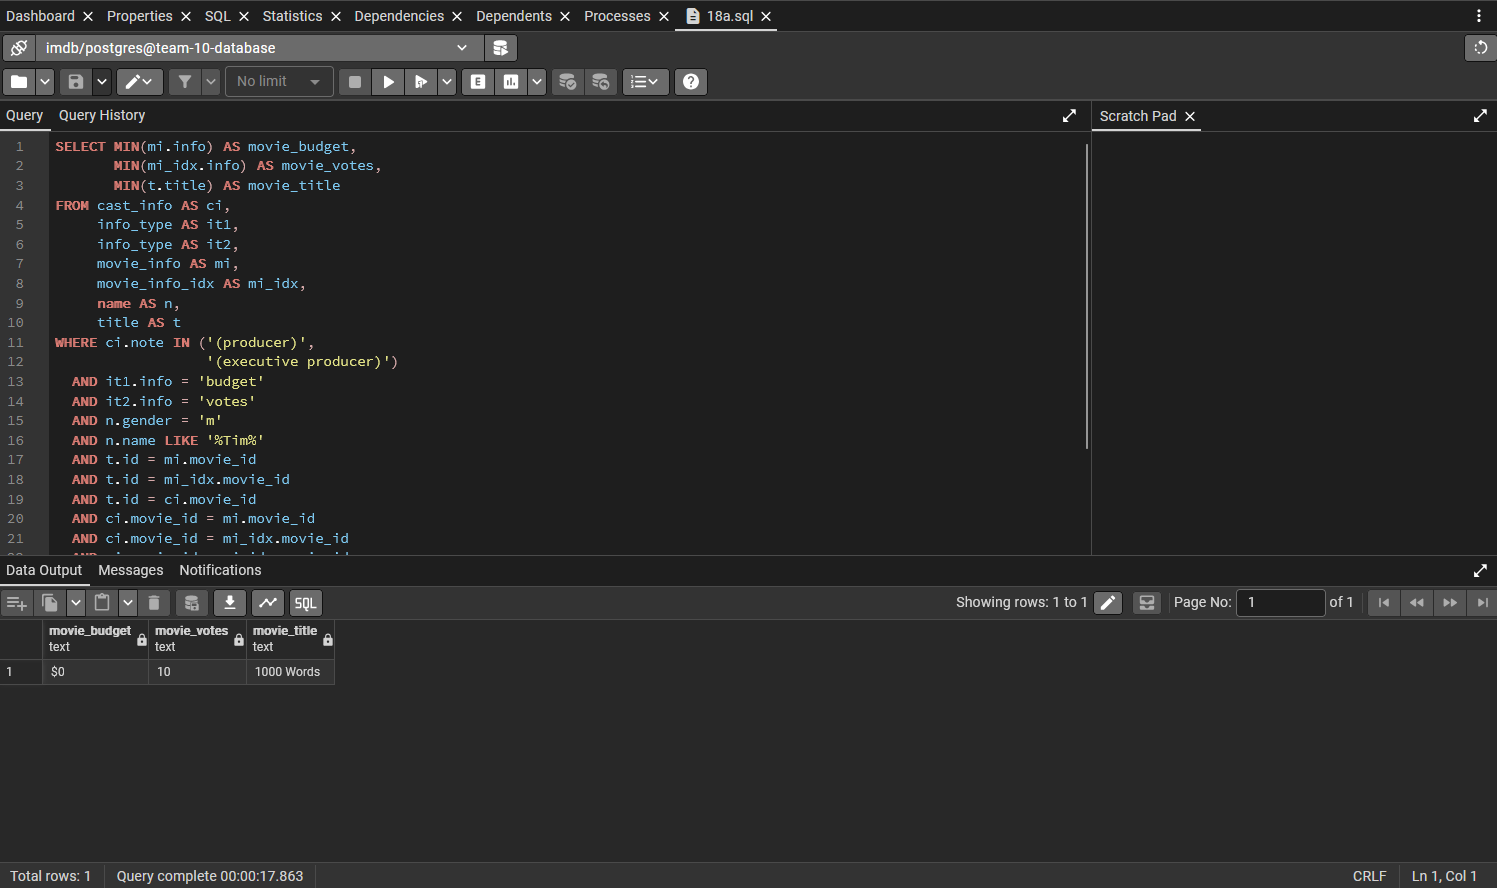 Dashboard Properties SQL Statistics Dependencies Dependents Processes 18a.sql
imdb/postgres@team-10-database
No limit
Query Query History
Scratch Pad
1 SELECT MIN(mi.info) AS movie_budget,
2 MIN(mi_idx.info) AS movie_votes,
3 MIN(t.title) AS movie_title
4 FROM cast_info AS ci,
5 info_type AS it1,
6 info_type AS it2,
7 movie_info AS mi,
8 movie_info_idx AS mi_idx,
9 name AS n,
10 title AS t
11 WHERE ci.note IN ('(producer)',
12 '(executive producer)')
13 AND it1.info = 'budget'
14 AND it2.info = 'votes'
15 AND n.gender = 'm'
16 AND n.name LIKE '%Tim%'
17 AND t.id = mi.movie_id
18 AND t.id = mi_idx.movie_id
19 AND t.id = ci.movie_id
20 AND ci.movie_id = mi.movie_id
21 AND ci.movie_id = mi_idx.movie_id
Data Output Messages Notifications
SQL Showing rows: 1 to 1 Page No: 1 of 1
movie_budget movie_votes movie_title
text text text
1 $0 10 1000 Words
Total rows: 1 Query complete 00:00:17.863 CRLF Ln 1, Col 1